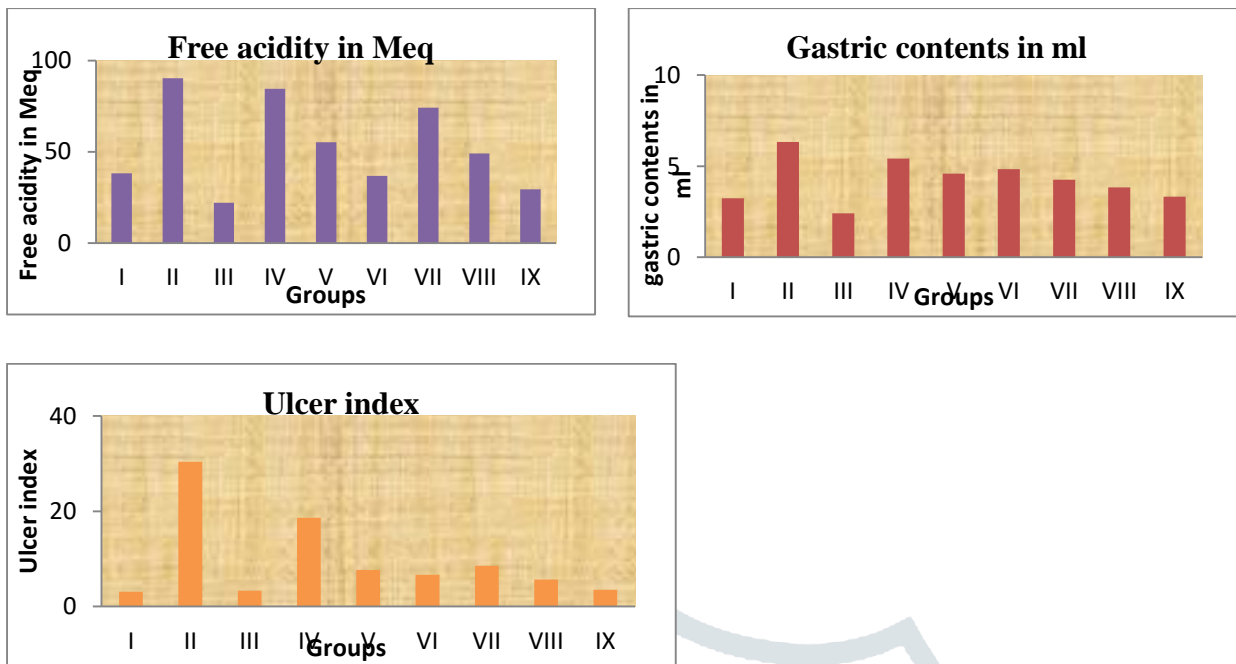 Free acidity in Meq
Free acidity in Meq
100
50
0
I II III IV V VI VII VIII IX
Groups
Gastric contents in ml
gastric contents in
ml
10
5
0
I II III IV V VI VII VIII IX
Groups
Ulcer index
Ulcer index
40
20
0
I II III IV V VI VII VIII IX
Groups